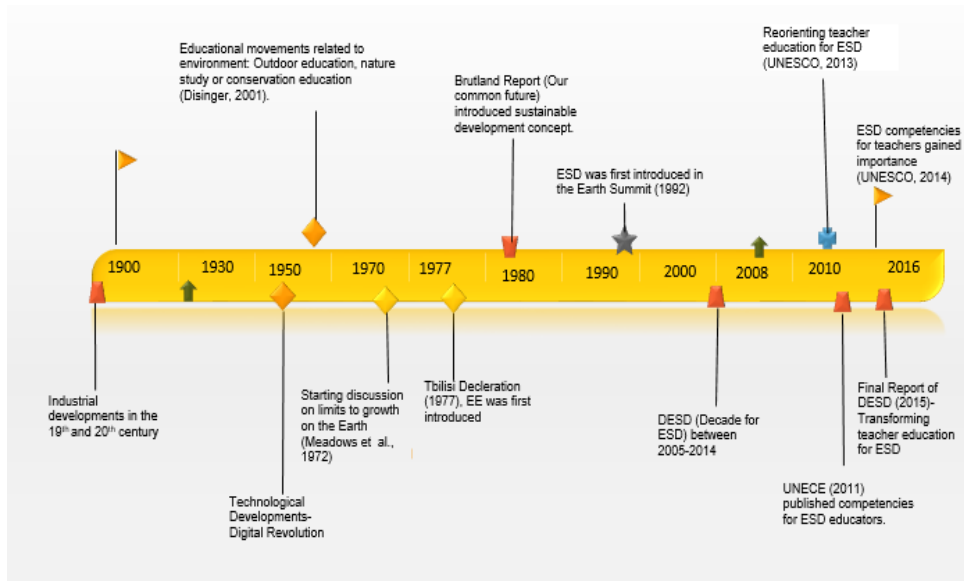 Educational movements related to
environment: Outdoor education, nature
study or conservation education
(Disinger, 2001).
Brutland Report (Our
common future)
introduced sustainable
development concept.
ESD was first introduced in
the Earth Summit (1992)
Reorienting teacher
education for ESD
(UNESCO, 2013)
ESD competencies
for teachers gained
importance
(UNESCO, 2014)
1900
1930
1950
1970
1977
1980
1990
2000
2008
2010
2016
Industrial
developments in the
19th and 20th century
Technological
Developments-
Digital Revolution
Starting discussion
on limits to growth
on the Earth
(Meadows et al.,
1972)
Tbilisi Decleration
(1977), EE was first
introduced
DESD (Decade for
ESD) between
2005-2014
UNECE (2011)
published competencies
for ESD educators.
Final Report of
DESD (2015)-
Transforming
teacher education
for ESD